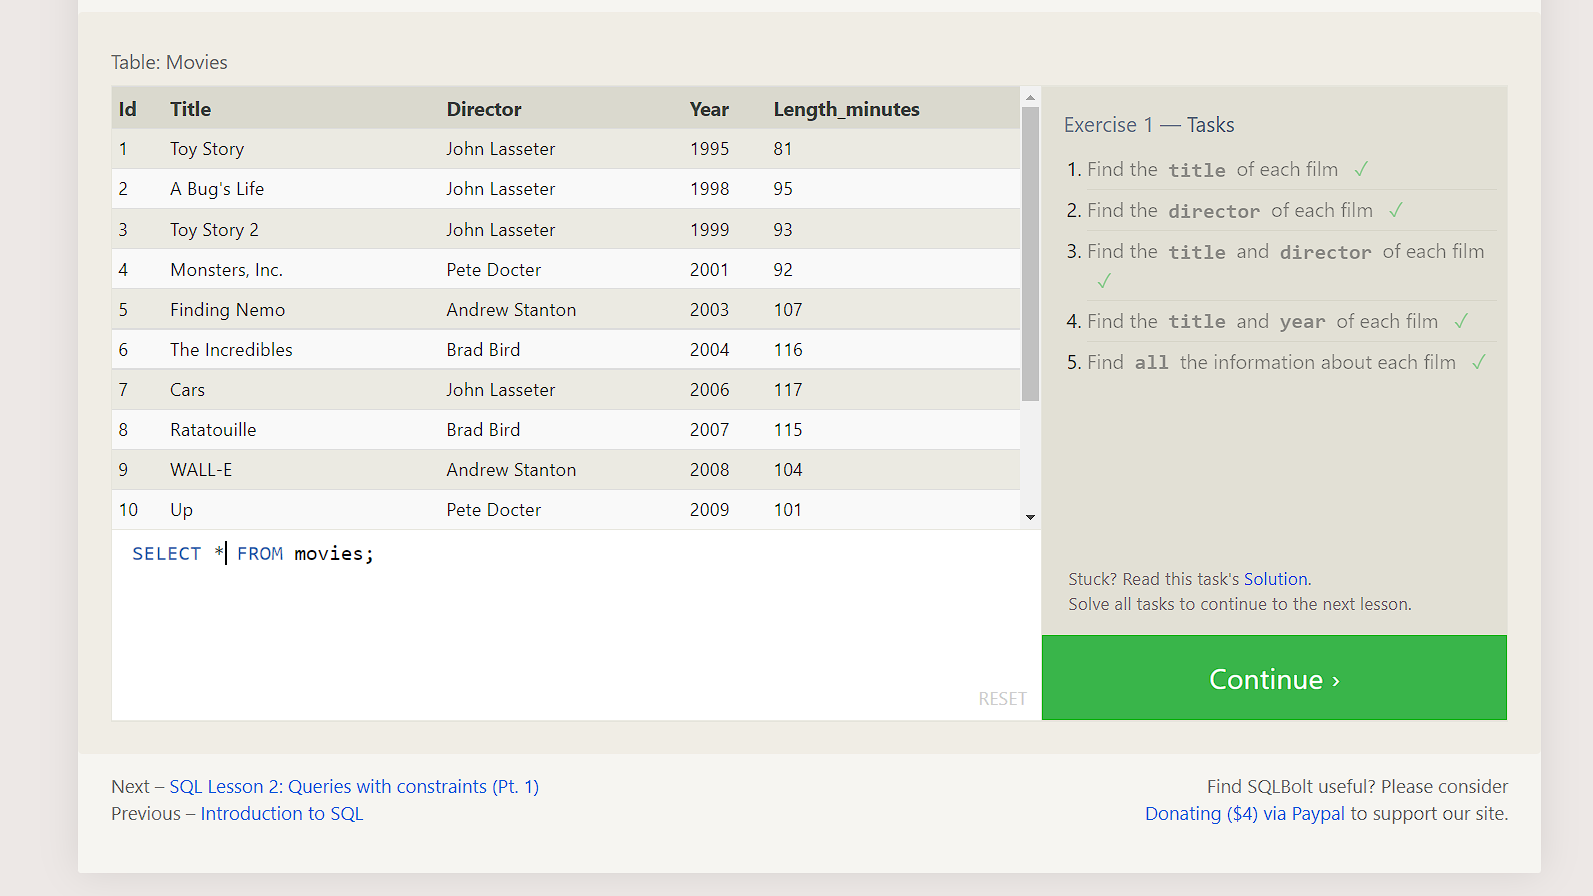 Table: Movies
Id Title Director Year Length_minutes
1 Toy Story John Lasseter 1995 81
2 A Bug's Life John Lasseter 1998 95
3 Toy Story 2 John Lasseter 1999 93
4 Monsters, Inc. Pete Docter 2001 92
5 Finding Nemo Andrew Stanton 2003 107
6 The Incredibles Brad Bird 2004 116
7 Cars John Lasseter 2006 117
8 Ratatouille Brad Bird 2007 115
9 WALL-E Andrew Stanton 2008 104
10 Up Pete Docter 2009 101
SELECT * FROM movies;
RESET
Exercise 1 — Tasks
1. Find the title of each film ✓
2. Find the director of each film ✓
3. Find the title and director of each film
✓
4. Find the title and year of each film ✓
5. Find all the information about each film ✓
Stuck? Read this task's Solution.
Solve all tasks to continue to the next lesson.
Continue ›
Next – SQL Lesson 2: Queries with constraints (Pt. 1)
Previous – Introduction to SQL
Find SQLBolt useful? Please consider
Donating ($4) via Paypal to support our site.